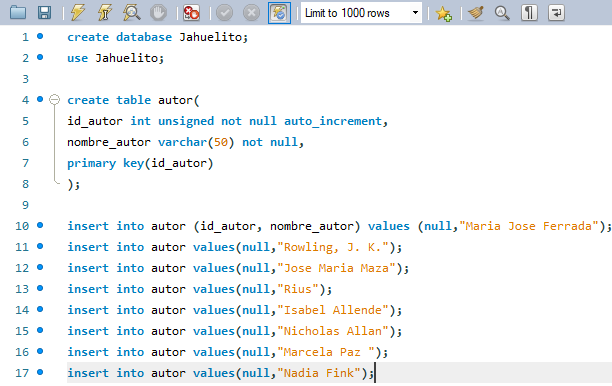 Limit to 1000 rows
1 create database Jahuelito;
2 use Jahuelito;
3
4 create table autor(
5 id_autor int unsigned not null auto_increment,
6 nombre_autor varchar(50) not null,
7 primary key(id_autor)
8 );
9
10 insert into autor (id_autor, nombre_autor) values (null,"Maria Jose Ferrada");
11 insert into autor values(null,"Rowling, J. K.");
12 insert into autor values(null,"Jose Maria Maza");
13 insert into autor values(null,"Rius");
14 insert into autor values(null,"Isabel Allende");
15 insert into autor values(null,"Nicholas Allan");
16 insert into autor values(null,"Marcela Paz ");
17 insert into autor values(null,"Nadia Fink");